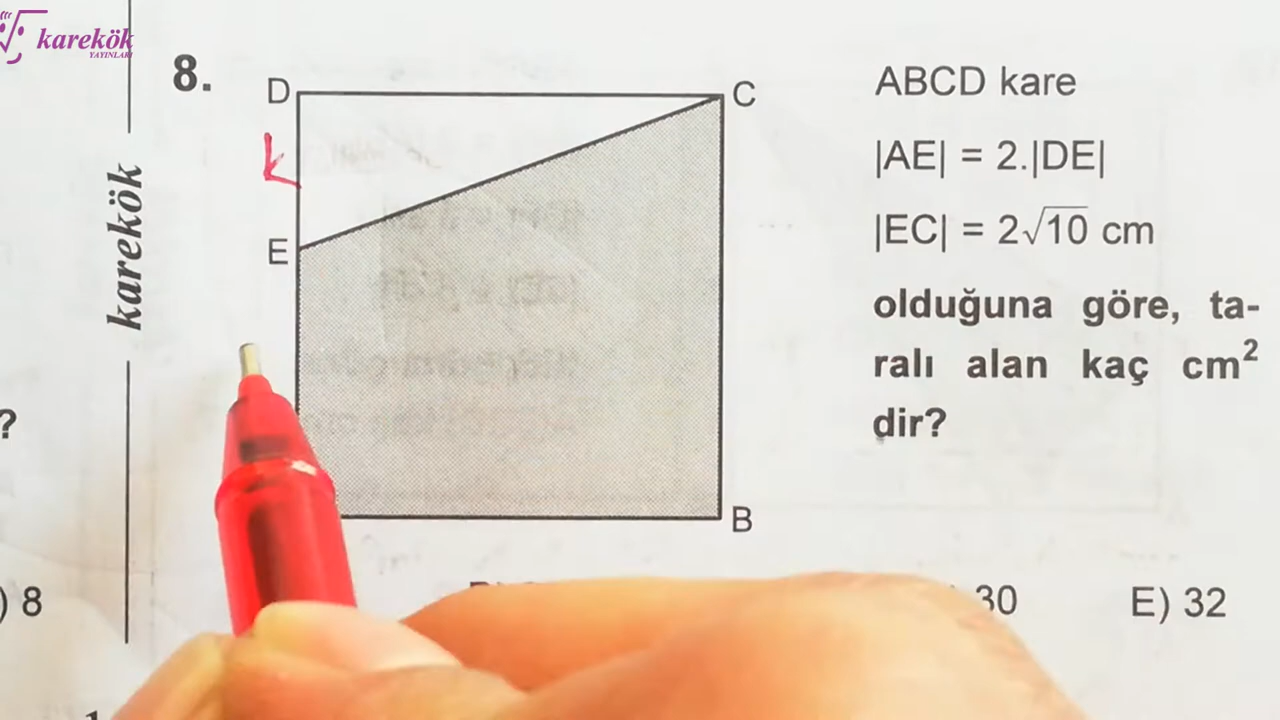 karekök
YAYINLARI
8.
D
C
ABCD kare
|AE| = 2.|DE|
|EC| = 2√10 cm
E
k
karekök
olduğuna göre, ta-
ralı alan kaç cm²
dir?
?
B
) 8
30
E) 32